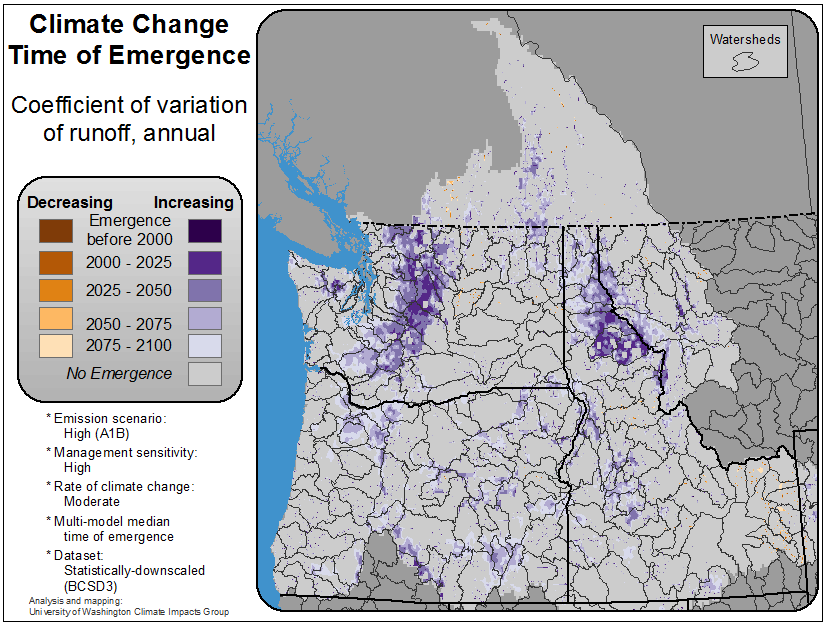 Climate Change
Time of Emergence
Coefficient of variation
of runoff, annual
Decreasing Increasing
Emergence
before 2000
2000 - 2025
2025 - 2050
2050 - 2075
2075 - 2100
No Emergence
* Emission scenario:
High (A1B)
* Management sensitivity:
High
* Rate of climate change:
Moderate
* Multi-model median
time of emergence
* Dataset:
Statistically-downscaled
(BCSD3)
Analysis and mapping:
University of Washington Climate Impacts Group
Watersheds